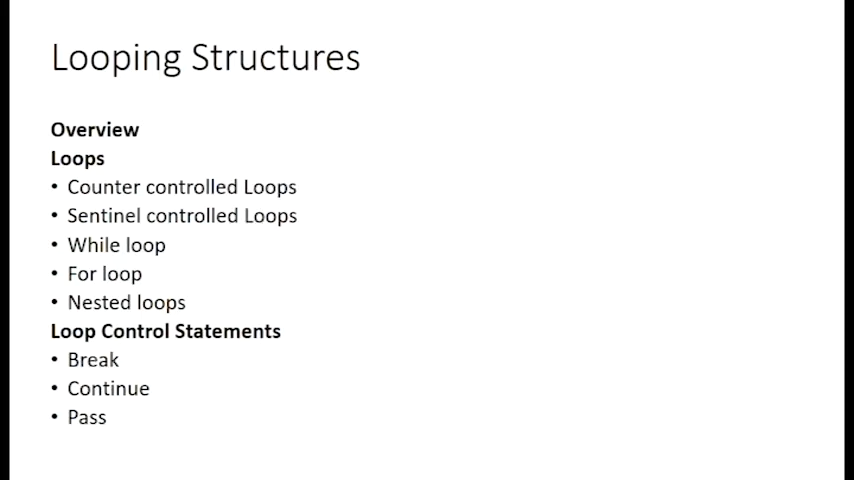 Looping Structures
Overview
Loops
• Counter controlled Loops
• Sentinel controlled Loops
• While loop
• For loop
• Nested loops
Loop Control Statements
• Break
• Continue
• Pass